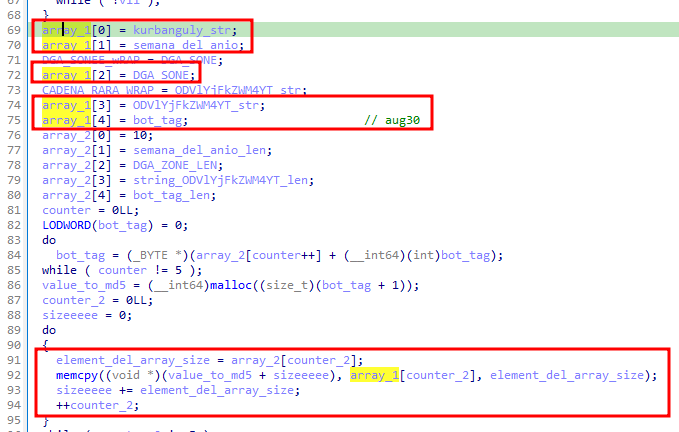 67 while ( !v11 );
68 }
69 array_1[0] = kurbanguly_str;
70 array_1[1] = semana_del_anio;
71 DGA_SONEE_wRAP = DGA_SONE;
72 array_1[2] = DGA_SONE;
73 CADENA_RARA_WRAP = ODVlYjFkZWM4YT_str;
74 array_1[3] = ODVlYjFkZWM4YT_str;
75 array_1[4] = bot_tag; // aug30
76 array_2[0] = 10;
77 array_2[1] = semana_del_anio_len;
78 array_2[2] = DGA_ZONE_LEN;
79 array_2[3] = string_ODVlYjFkZWM4YT_len;
80 array_2[4] = bot_tag_len;
81 counter = 0LL;
82 LODWORD(bot_tag) = 0;
83 do
84 bot_tag = (_BYTE *)(array_2[counter++] + (__int64)(int)bot_tag);
85 while ( counter != 5 );
86 value_to_md5 = (__int64)malloc((size_t)(bot_tag + 1));
87 counter_2 = 0LL;
88 sizeeeee = 0;
89 do
90 {
91 element_del_array_size = array_2[counter_2];
92 memcpy((void *)(value_to_md5 + sizeeeee), array_1[counter_2], element_del_array_size);
93 sizeeeee += element_del_array_size;
94 ++counter_2;
95 }